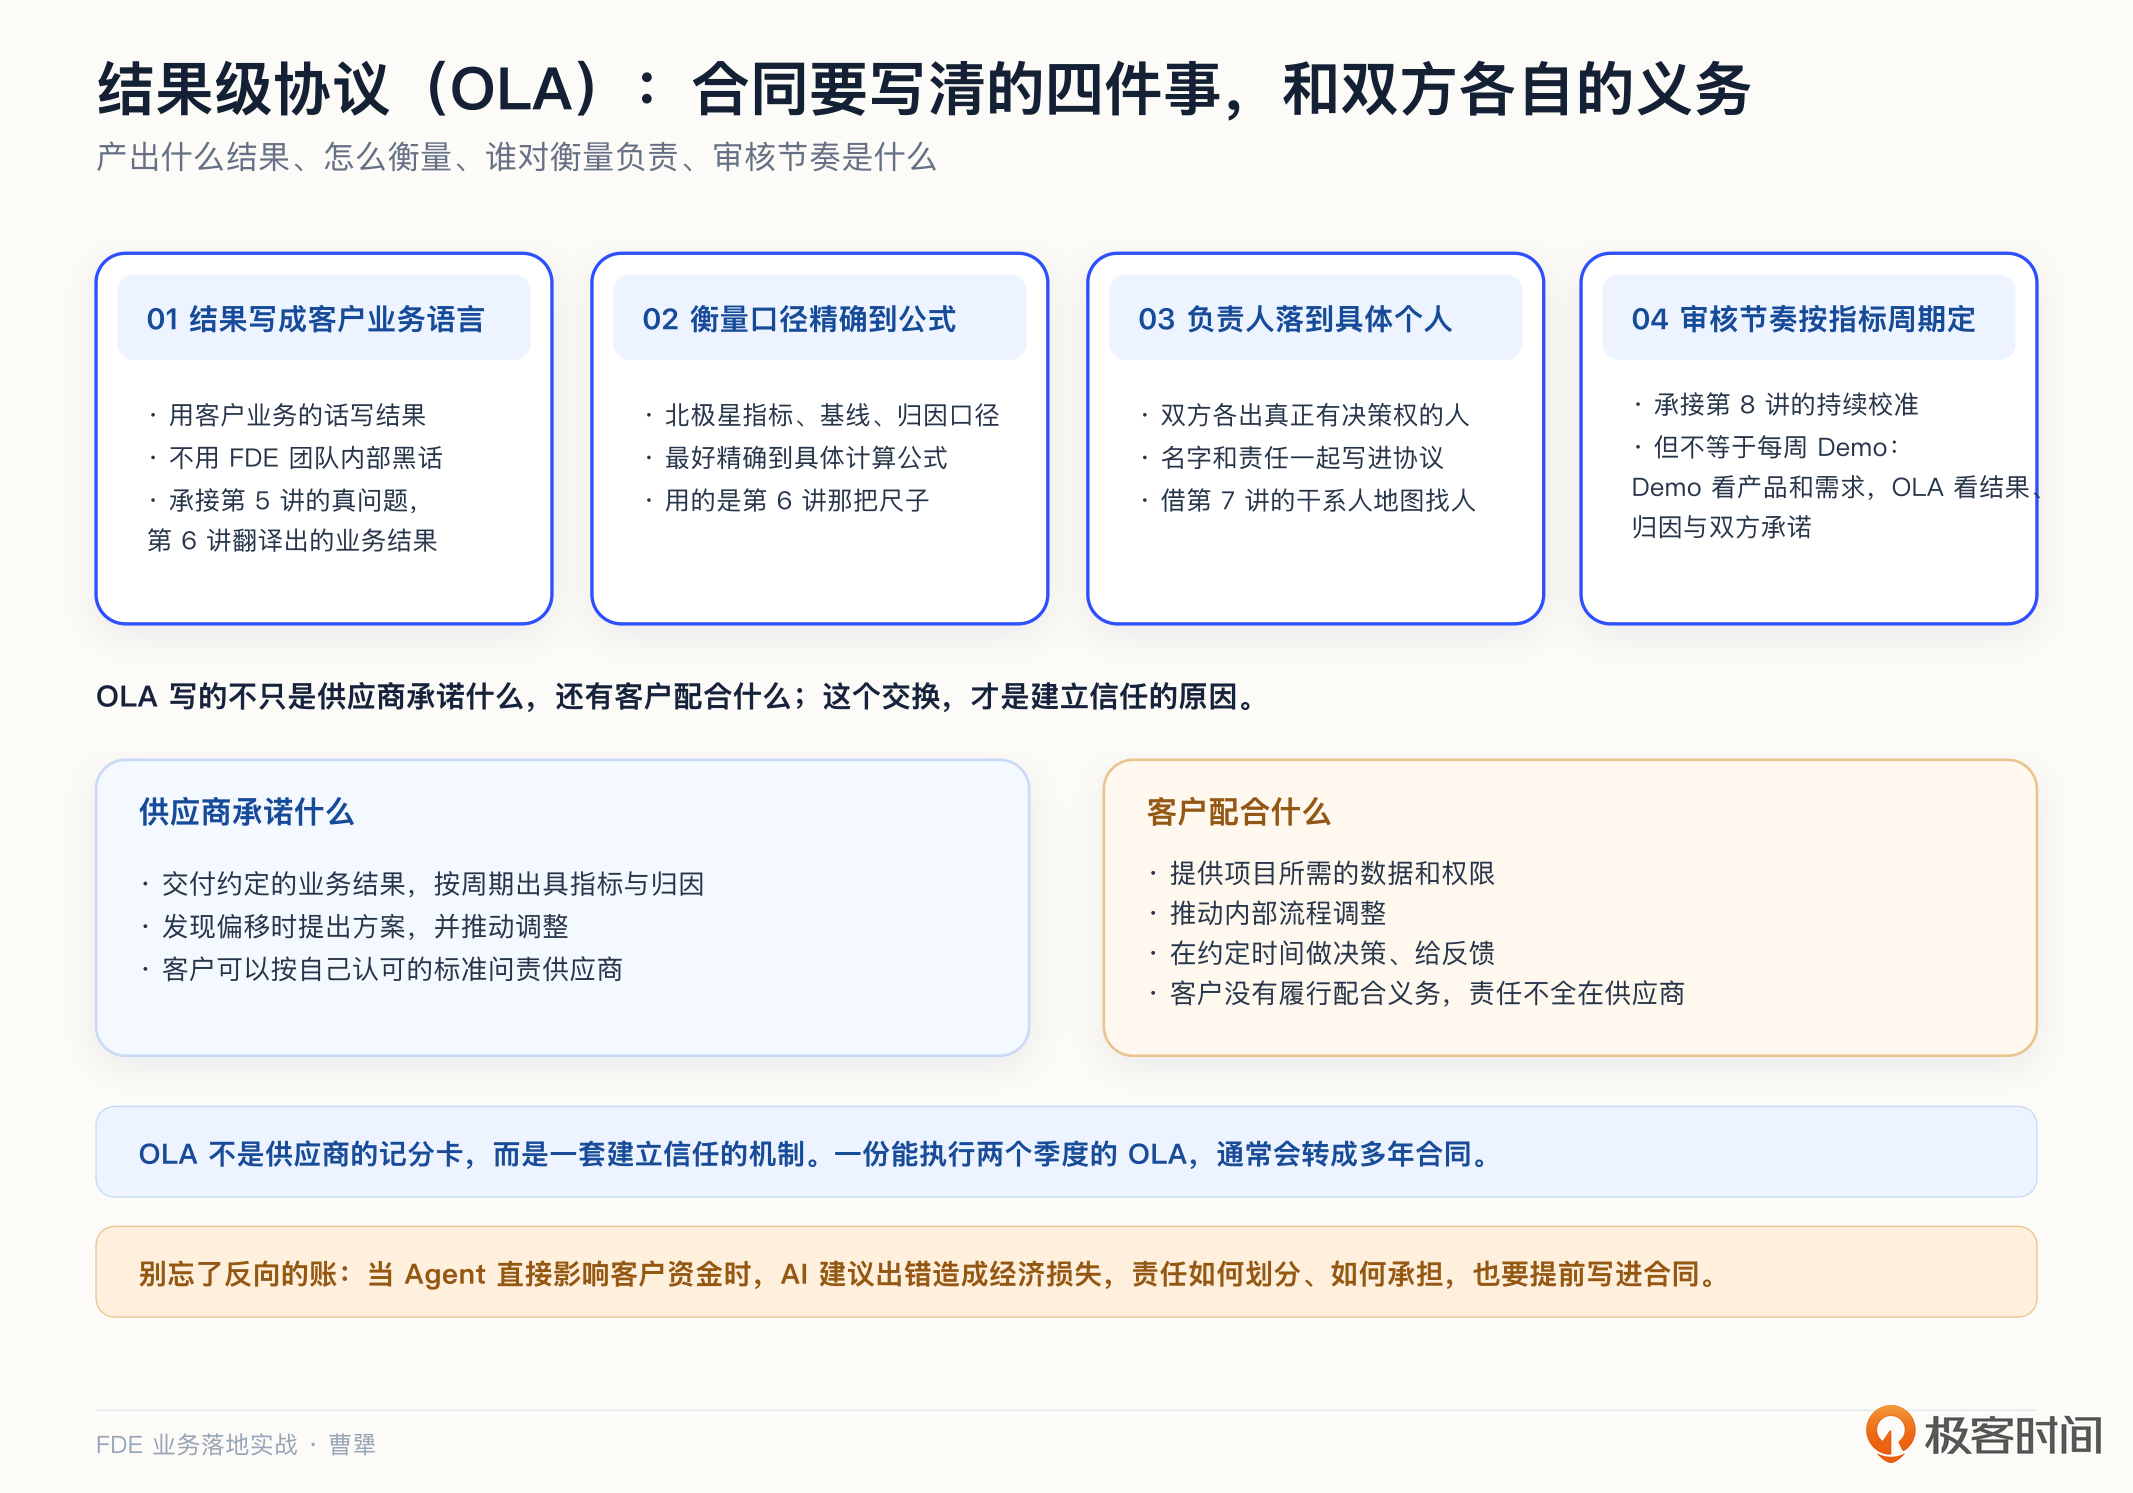 结果级协议（OLA）：合同要写清的四件事，和双方各自的义务
产出什么结果、怎么衡量、谁对衡量负责、审核节奏是什么
01 结果写成客户业务语言
· 用客户业务的话写结果
· 不用 FDE 团队内部黑话
· 承接第 5 讲的真问题，
第 6 讲翻译出的业务结果
02 衡量口径精确到公式
· 北极星指标、基线、归因口径
· 最好精确到具体计算公式
· 用的是第 6 讲那把尺子
03 负责人落到具体个人
· 双方各出真正有决策权的人
· 名字和责任一起写进协议
· 借第 7 讲的干系人地图找人
04 审核节奏按指标周期定
· 承接第 8 讲的持续校准
· 但不等于每周 Demo：
Demo 看产品和需求，OLA 看结果、
归因与双方承诺
OLA 写的不只是供应商承诺什么，还有客户配合什么；这个交换，才是建立信任的原因。
供应商承诺什么
· 交付约定的业务结果，按周期出具指标与归因
· 发现偏移时提出方案，并推动调整
· 客户可以按自己认可的标准问责供应商
客户配合什么
· 提供项目所需的数据和权限
· 推动内部流程调整
· 在约定时间做决策、给反馈
· 客户没有履行配合义务，责任不全在供应商
OLA 不是供应商的记分卡，而是一套建立信任的机制。一份能执行两个季度的 OLA，通常会转成多年合同。
别忘了反向的账：当 Agent 直接影响客户资金时，AI 建议出错造成经济损失，责任如何划分、如何承担，也要提前写进合同。
FDE 业务落地实战 · 曹犟
极客时间